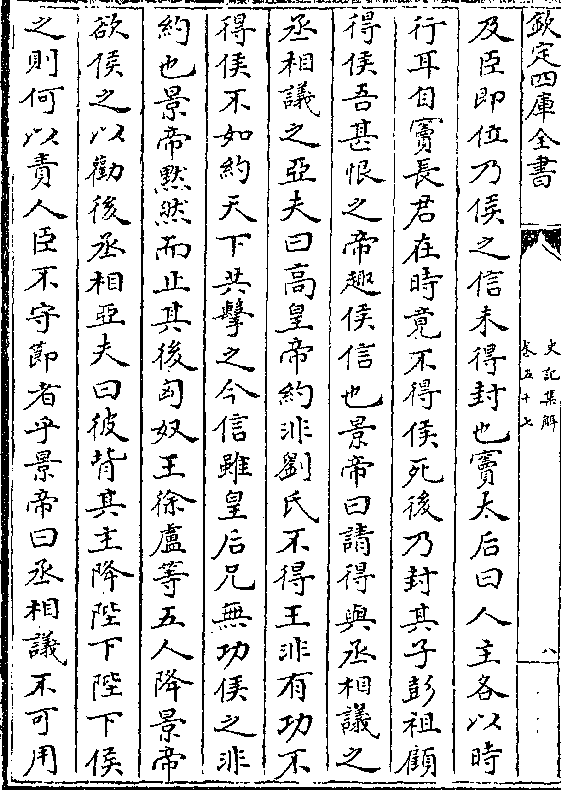 欽定四庫全書
史記集解
卷五十七
八
及臣即位乃侯之信未得封也竇太后曰人主各以時
行耳自竇長君在時竟不得侯死後乃封其子彭祖顧
得侯吾甚恨之帝趣侯信也景帝曰請得與丞相議之
丞相議之亞夫曰高皇帝約非劉氏不得王非有功不
得侯不如約天下共擊之今信雖皇后兄無功侯之非
約也景帝黙然而止其後匈奴王徐盧等五人降景帝
欲侯之以勸後丞相亞夫曰彼背其主降陛下陛下侯
之則何以責人臣不守節者乎景帝曰丞相議不可用